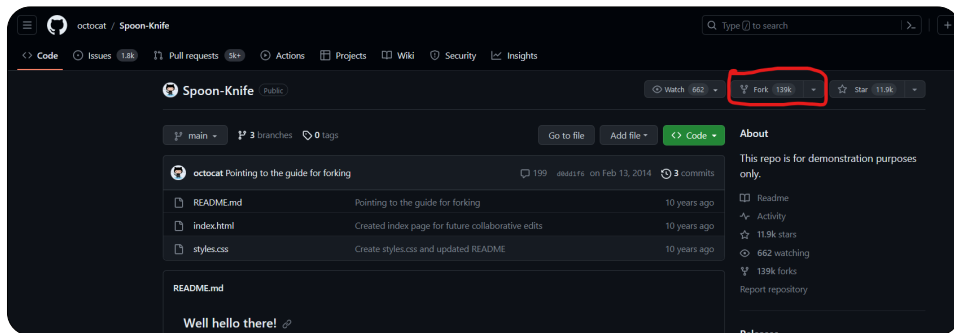 octocat / Spoon-Knife
Type / to search
Code Issues 1.8k Pull requests 5k+ Actions Projects Wiki Security Insights
Spoon-Knife Public Watch 662 Fork 139k Star 11.9k
main 3 branches 0 tags Go to file Add file Code
octocat Pointing to the guide for forking 199 d0dd1f6 on Feb 13, 2014 3 commits
README.md Pointing to the guide for forking 10 years ago
index.html Created index page for future collaborative edits 10 years ago
styles.css Create styles.css and updated README 10 years ago
README.md
Well hello there!
About
This repo is for demonstration purposes
only.
Readme
Activity
11.9k stars
662 watching
139k forks
Report repository
Releases